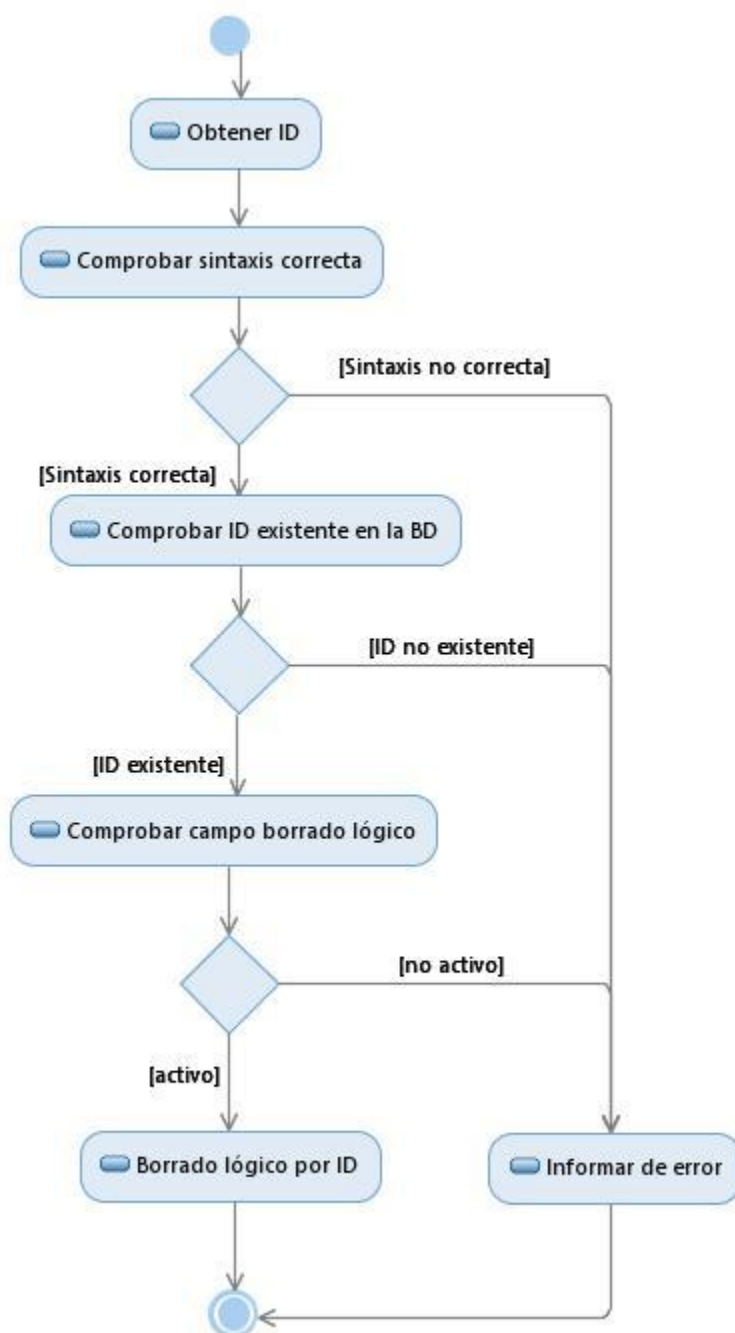 Obtener ID
Comprobar sintaxis correcta
[Sintaxis no correcta]
[Sintaxis correcta]
Comprobar ID existente en la BD
[ID no existente]
[ID existente]
Comprobar campo borrado lógico
[no activo]
[activo]
Borrado lógico por ID
Informar de error